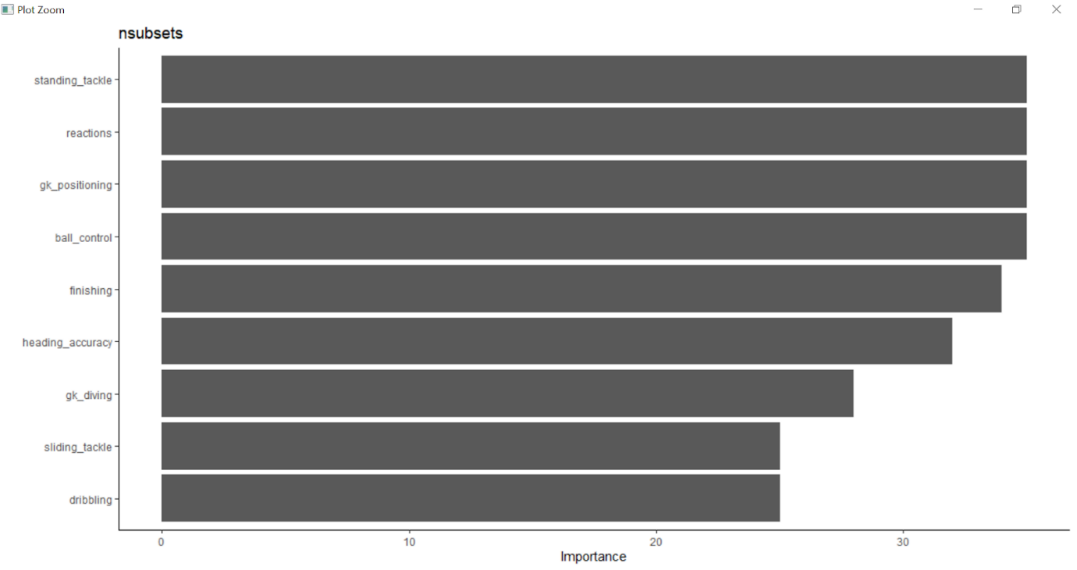 Plot Zoom
nsubsets
standing_tackle
reactions
gk_positioning
ball_control
finishing
heading_accuracy
gk_diving
sliding_tackle
dribbling
0 10 20 30
Importance